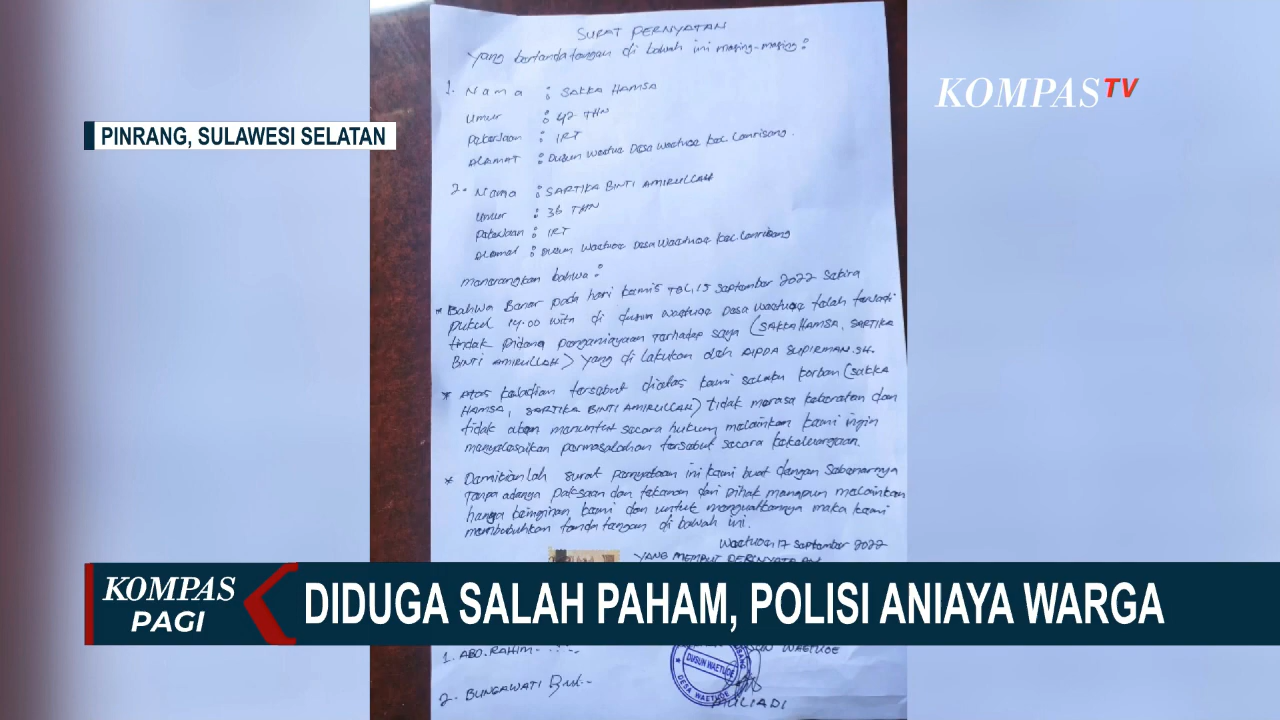 SURAT PERNYATAN
Yang bertanda tangan di bawah ini masing-masing :
1. Nama : SAKKA HAMSA
Umur : 42 THN
Pekerjaan : IRT
ALAMAT : Dusun Waetuoe Desa Waetuoe Kec. Lanrisang.
2. Nama : SARTIKA BINTI AMIRULLAH
Umur : 36 THN
Pekerjaan : IRT
Alamat : Dusun Waetuoe Desa Waetuoe Kec. Lanrisang
menerangkan bahwa :
* Bahwa Benar pada hari kamis TGL, 15 September 2022 Sekira
pukul 14.00 wita di dusun waetuoe Desa waetuoe telah terjadi
tindak pidana penganiayaan terhadap saya (SAKKA HAMSA, SARTIKA
BINTI AMIRULLAH) yang di lakukan oleh AIPDA SUPIRMAN.SH.
* Atas kejadian tersebut diatas kami selaku korban (SAKKA
HAMSA, SARTIKA BINTI AMIRULLAH) tidak merasa keberatan dan
tidak akan menuntut secara hukum melainkan kami ingin
menyelesaikan permasalahan tersebut secara kekeluargaan.
* Demikianlah surat pernyataan ini kami buat dengan sebenarnya
tanpa adanya paksaan dan tekanan dari pihak manapun melainkan
hanya keinginan kami dan untuk menguatkannya maka kami
membubuhkan tanda tangan di bawah ini.
Waetuoe, 17 September 2022
YANG MEMBUAT PERNYATAAN
1. ABD. RAHIM
WAETUOE
DUSUN WAETUOE
DESA WAETUOE
2. BUNGAWATI
MULIADI
PINRANG, SULAWESI SELATAN
KOMPAS TV
KOMPAS PAGI
DIDUGA SALAH PAHAM, POLISI ANIAYA WARGA